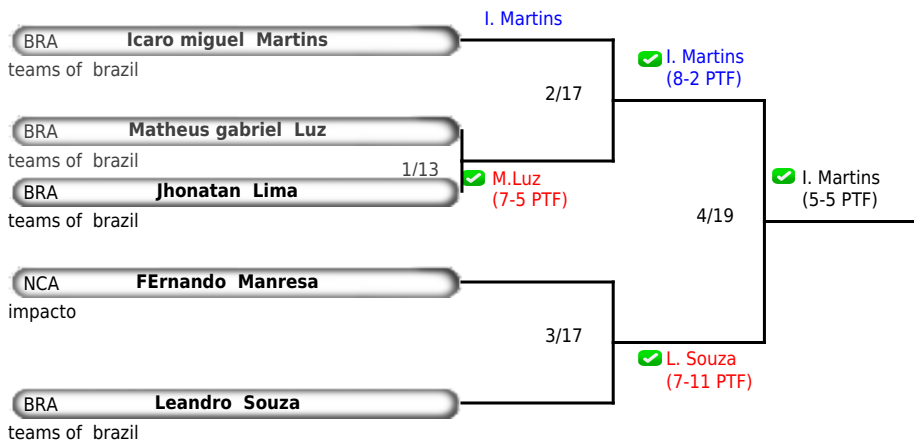 I. Martins
BRA Icaro miguel Martins
teams of brazil
I. Martins
(8-2 PTF)
2/17
BRA Matheus gabriel Luz
teams of brazil
1/13
M.Luz
(7-5 PTF)
BRA Jhonatan Lima
teams of brazil
I. Martins
(5-5 PTF)
4/19
NCA FErnando Manresa
impacto
3/17
L. Souza
(7-11 PTF)
BRA Leandro Souza
teams of brazil